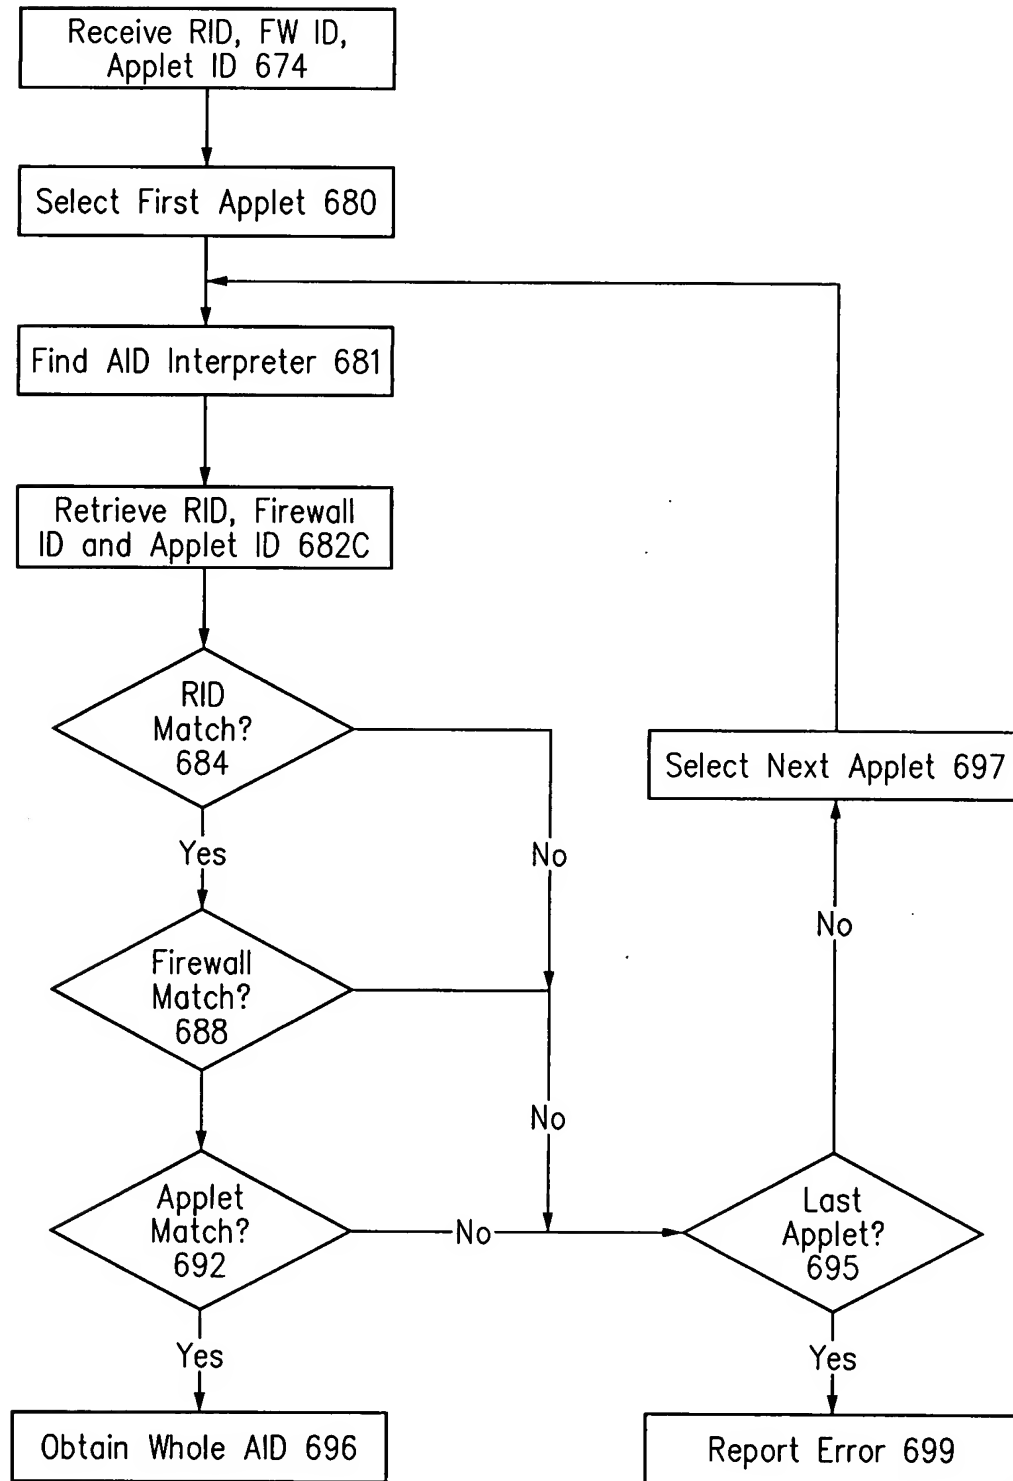 Receive RID, FW ID,
Applet ID 674
Select First Applet 680
Find AID Interpreter 681
Retrieve RID, Firewall
ID and Applet ID 682C
RID
Match?
684
Select Next Applet 697
Yes
No
No
Firewall
Match?
688
No
Applet
Match?
692
No
Last
Applet?
695
Yes
Yes
Obtain Whole AID 696
Report Error 699